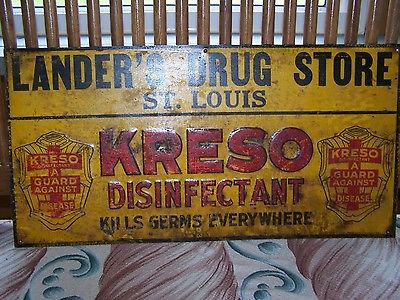 LANDER'S DRUG STORE
ST. LOUIS
KRESO
DISINFECTANT
KILLS GERMS EVERYWHERE
KRESO
A
GUARD
AGAINST
DISEASE
KRESO
A
GUARD
AGAINST
DISEASE